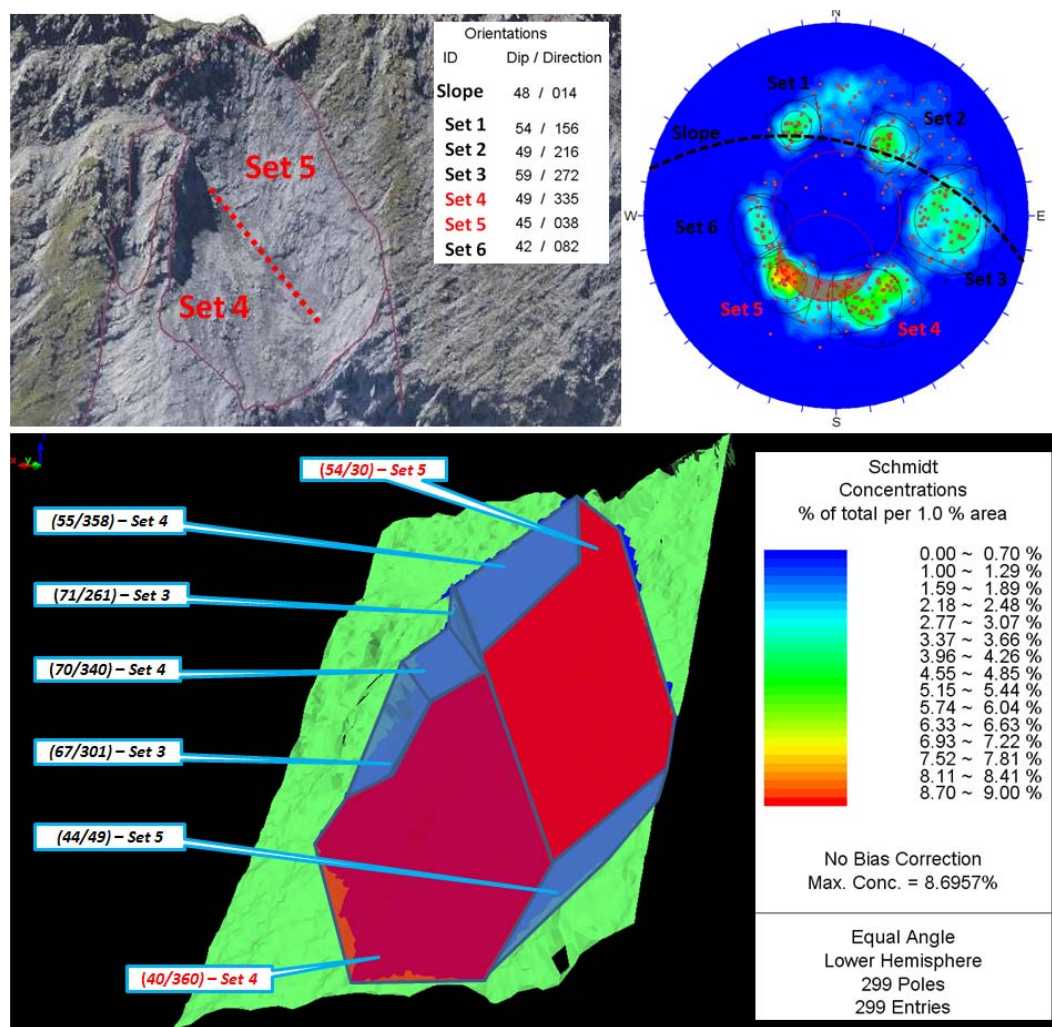 Orientations
ID Dip / Direction
Slope 48 / 014
Set 1 54 / 156
Set 2 49 / 216
Set 3 59 / 272
Set 4 49 / 335
Set 5 45 / 038
Set 6 42 / 082
Set 5
Set 4
N
Set 1
Set 2
Slope
W
E
Set 6
Set 3
Set 5
Set 4
S
(54/30) – Set 5
(55/358) – Set 4
(71/261) – Set 3
(70/340) – Set 4
(67/301) – Set 3
(44/49) – Set 5
(40/360) – Set 4
Schmidt
Concentrations
% of total per 1.0 % area
0.00 ~ 0.70 %
1.00 ~ 1.29 %
1.59 ~ 1.89 %
2.18 ~ 2.48 %
2.77 ~ 3.07 %
3.37 ~ 3.66 %
3.96 ~ 4.26 %
4.55 ~ 4.85 %
5.15 ~ 5.44 %
5.74 ~ 6.04 %
6.33 ~ 6.63 %
6.93 ~ 7.22 %
7.52 ~ 7.81 %
8.11 ~ 8.41 %
8.70 ~ 9.00 %
No Bias Correction
Max. Conc. = 8.6957%
Equal Angle
Lower Hemisphere
299 Poles
299 Entries